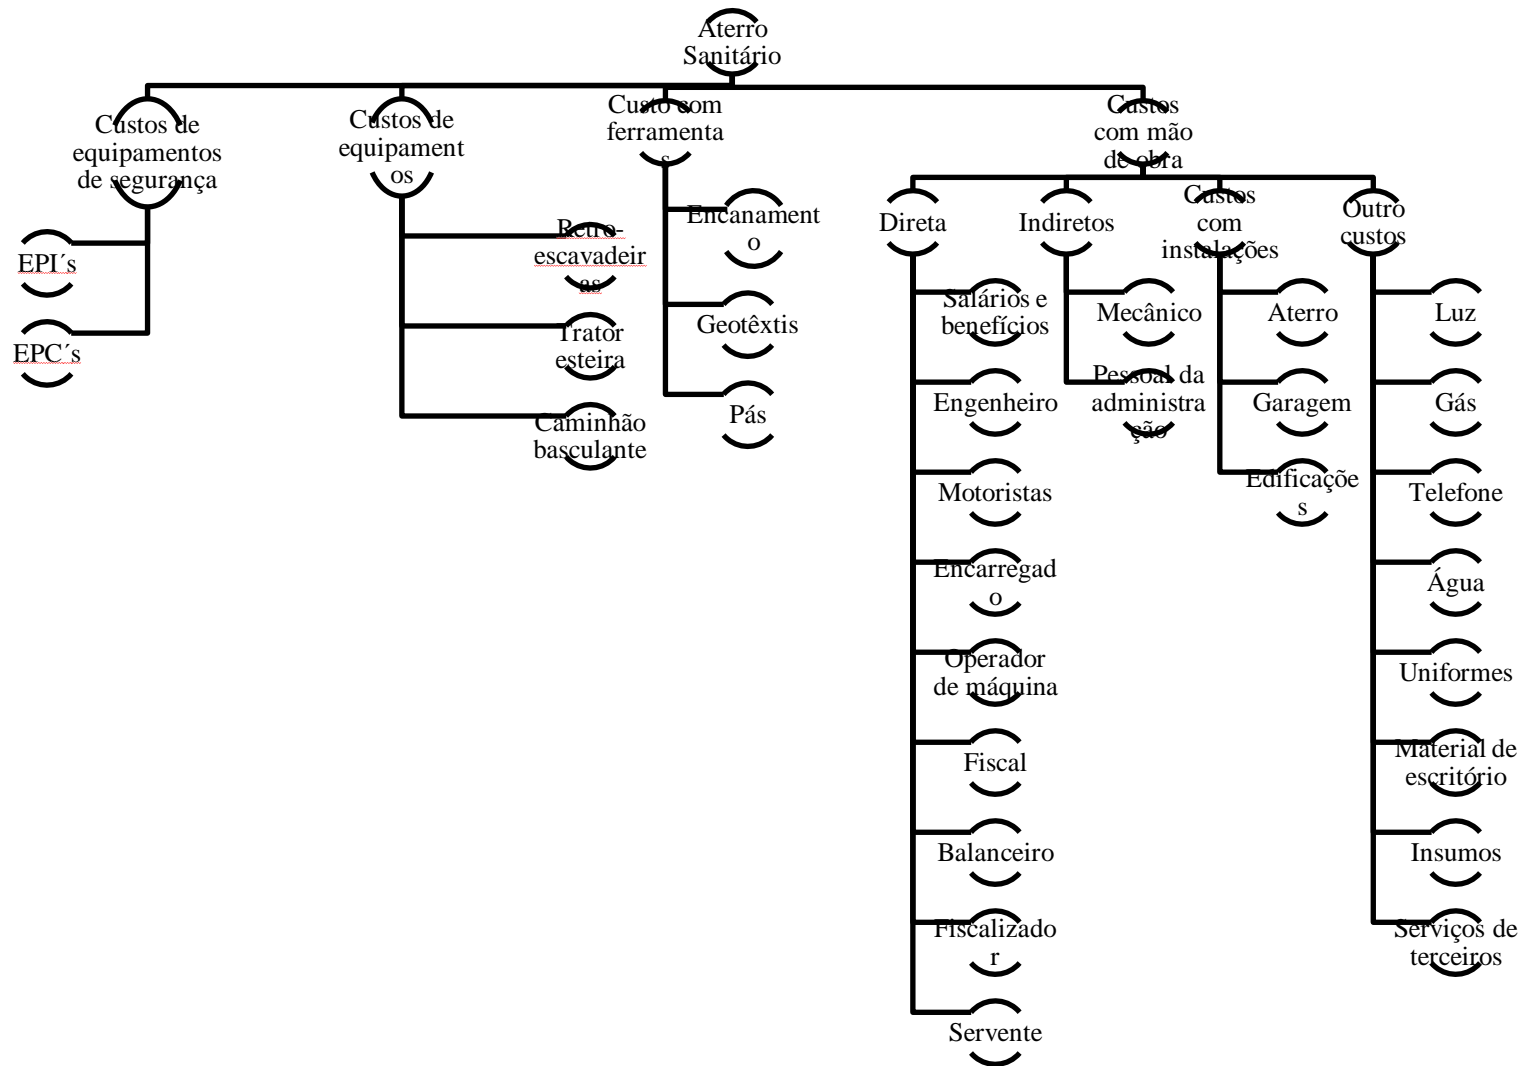 Aterro
Sanitário
Custos de
equipamentos
de segurança
EPI´s
EPC´s
Custos de
equipament
os
Retro-
escavadeir
as
Trator
esteira
Caminhão
basculante
Custo com
ferramenta
s
Encanament
o
Geotêxtis
Pás
Custos
com mão
de obra
Direta
Salários e
benefícios
Engenheiro
Motoristas
Encarregad
o
Operador
de máquina
Fiscal
Balanceiro
Fiscalizado
r
Servente
Indiretos
Mecânico
Pessoal da
administra
ção
Custos
com
instalações
Aterro
Garagem
Edificaçõe
s
Outro
custos
Luz
Gás
Telefone
Água
Uniformes
Material de
escritório
Insumos
Serviços de
terceiros